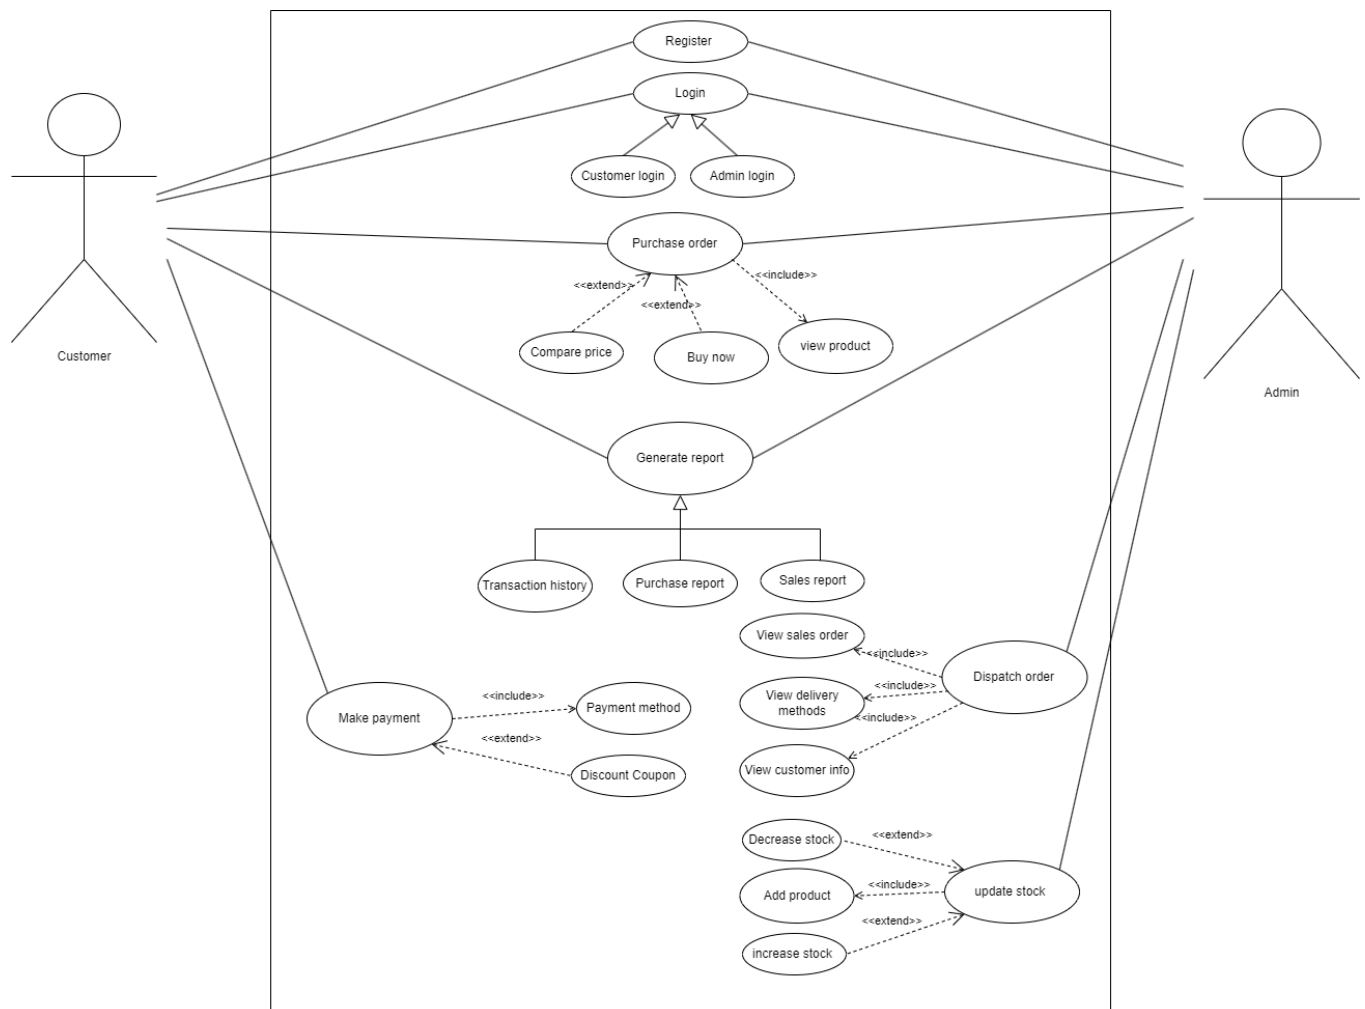 Register
Login
Customer login
Admin login
Purchase order
<<include>>
<<extend>>
<<extend>>
Compare price
Buy now
view product
Customer
Admin
Generate report
Transaction history
Purchase report
Sales report
View sales order
<<include>>
Dispatch order
<<include>>
View delivery
methods
<<include>>
View customer info
Make payment
<<include>>
Payment method
<<extend>>
Discount Coupon
Decrease stock
<<extend>>
<<include>>
Add product
update stock
<<extend>>
increase stock